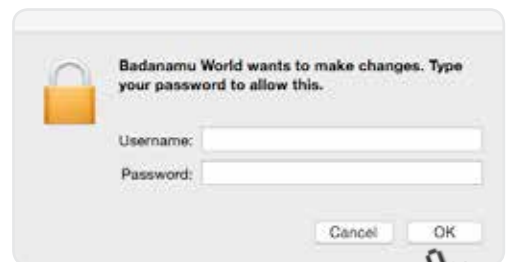 Badanamu World wants to make changes. Type
your password to allow this.
Username:
Password:
Cancel
OK